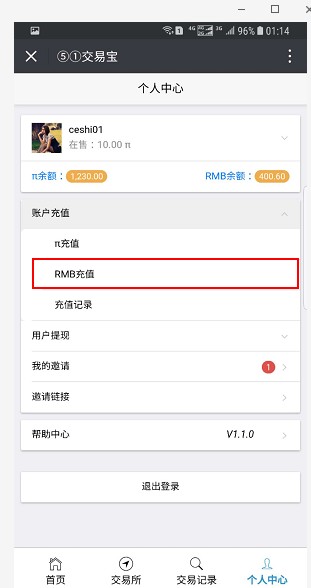 4G 2G 3G 1 96% 01:14
⑤①交易宝
个人中心
ceshi01
在售：10.00 π
π余额：1,230.00 RMB余额：400.60
账户充值
π充值
RMB充值
充值记录
用户提现
我的邀请 1
邀请链接
帮助中心 V1.1.0
退出登录
首页 交易所 交易记录 个人中心